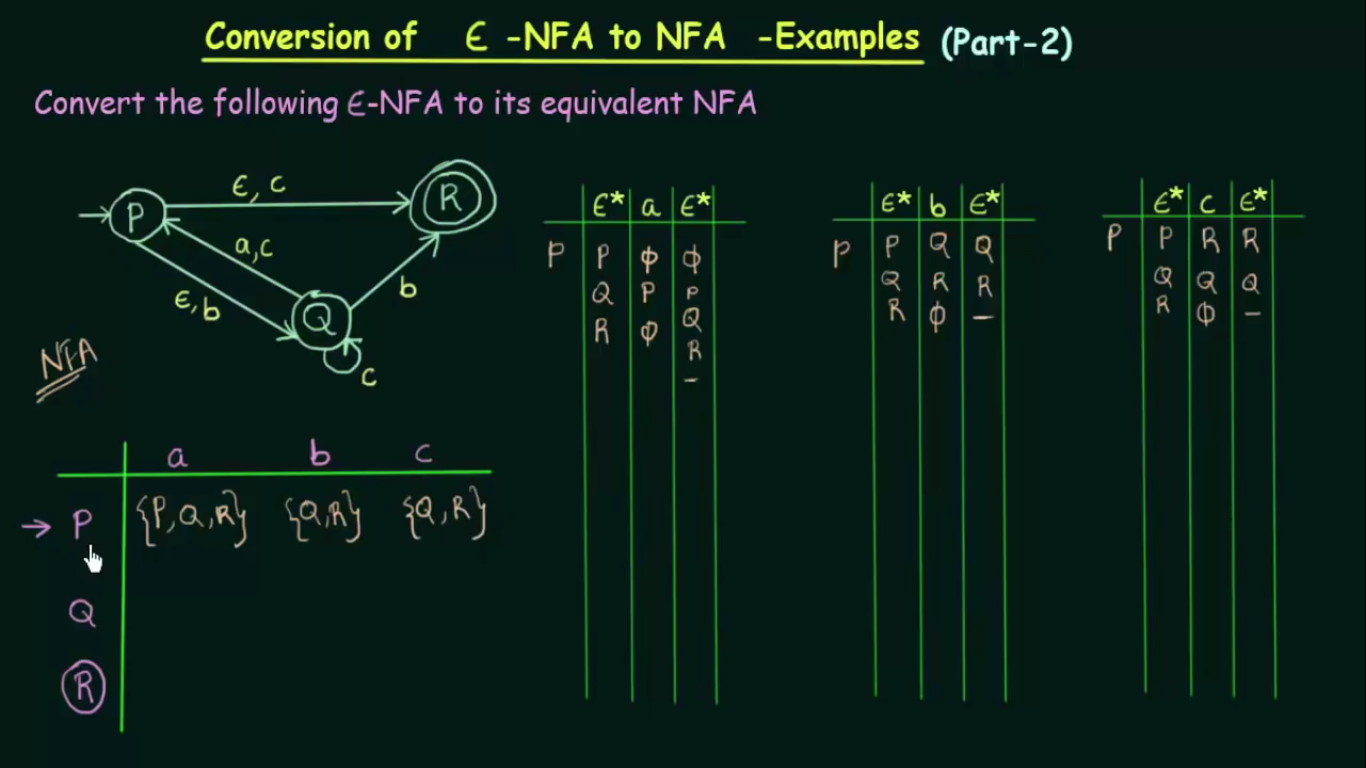 Conversion of ϵ -NFA to NFA -Examples (Part-2)
Convert the following ϵ-NFA to its equivalent NFA
P
ϵ, c
R
a,c
ϵ,b
Q
b
c
NFA
a b c
→ P {P,Q,R} {Q,R} {Q,R}
Q
R
ϵ* a ϵ*
P P ϕ ϕ
Q P P
Q
R ϕ R
–
ϵ* b ϵ*
P P Q Q
Q R R
R ϕ –
ϵ* c ϵ*
P P R R
Q Q Q
R ϕ –